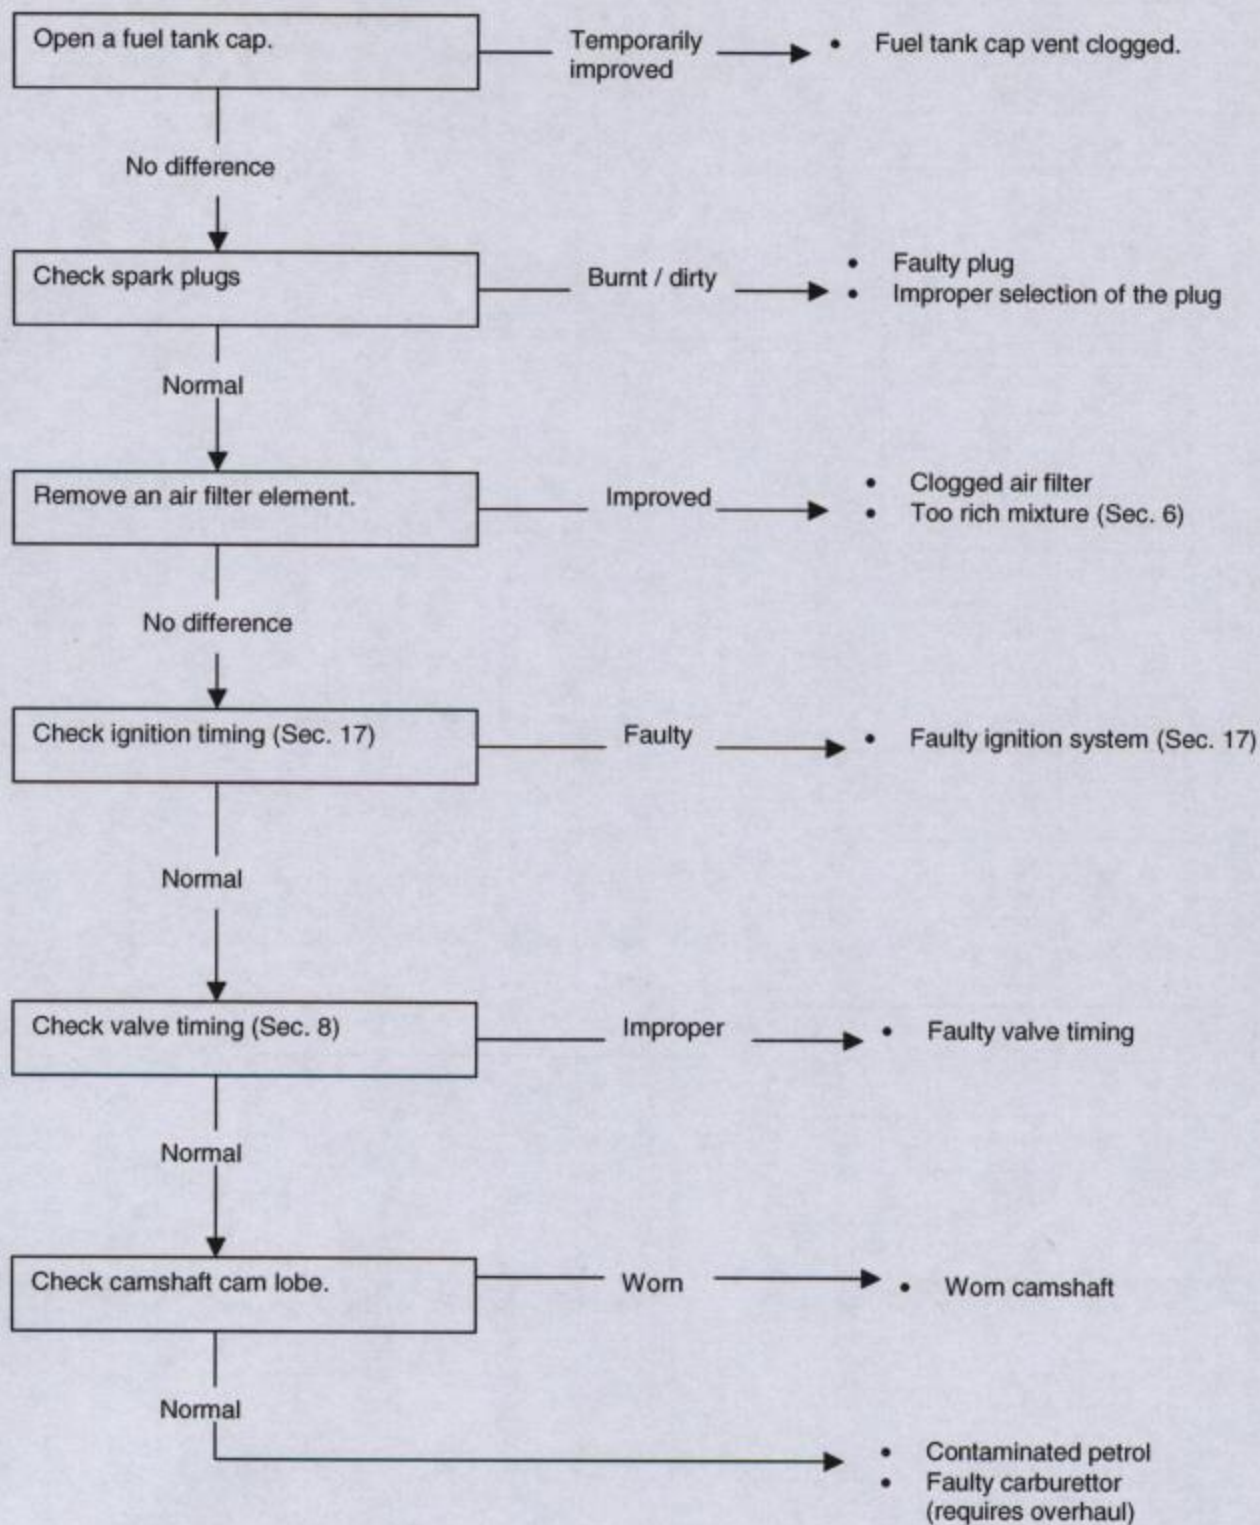 Open a fuel tank cap.
Temporarily
improved
• Fuel tank cap vent clogged.
No difference
Check spark plugs
Burnt / dirty
• Faulty plug
• Improper selection of the plug
Normal
Remove an air filter element.
Improved
• Clogged air filter
• Too rich mixture (Sec. 6)
No difference
Check ignition timing (Sec. 17)
Faulty
• Faulty ignition system (Sec. 17)
Normal
Check valve timing (Sec. 8)
Improper
• Faulty valve timing
Normal
Check camshaft cam lobe.
Worn
• Worn camshaft
Normal
• Contaminated petrol
• Faulty carburettor
(requires overhaul)